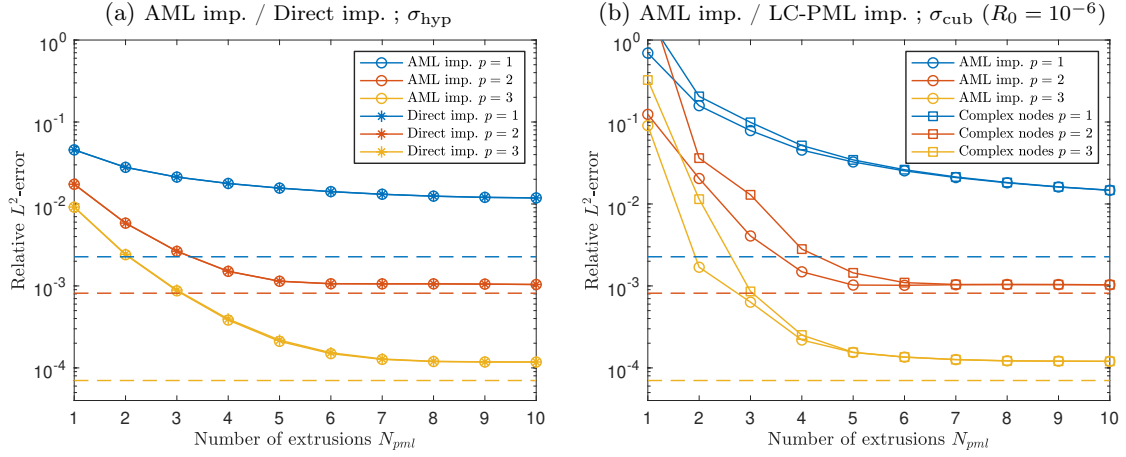 (a) AML imp. / Direct imp. ; σ_hyp
10^0
10^-1
10^-2
10^-3
10^-4
Relative L^2-error
AML imp. p = 1
AML imp. p = 2
AML imp. p = 3
Direct imp. p = 1
Direct imp. p = 2
Direct imp. p = 3
1 2 3 4 5 6 7 8 9 10
Number of extrusions N_pml
(b) AML imp. / LC-PML imp. ; σ_cub (R_0 = 10^-6)
10^0
10^-1
10^-2
10^-3
10^-4
Relative L^2-error
AML imp. p = 1
AML imp. p = 2
AML imp. p = 3
Complex nodes p = 1
Complex nodes p = 2
Complex nodes p = 3
1 2 3 4 5 6 7 8 9 10
Number of extrusions N_pml